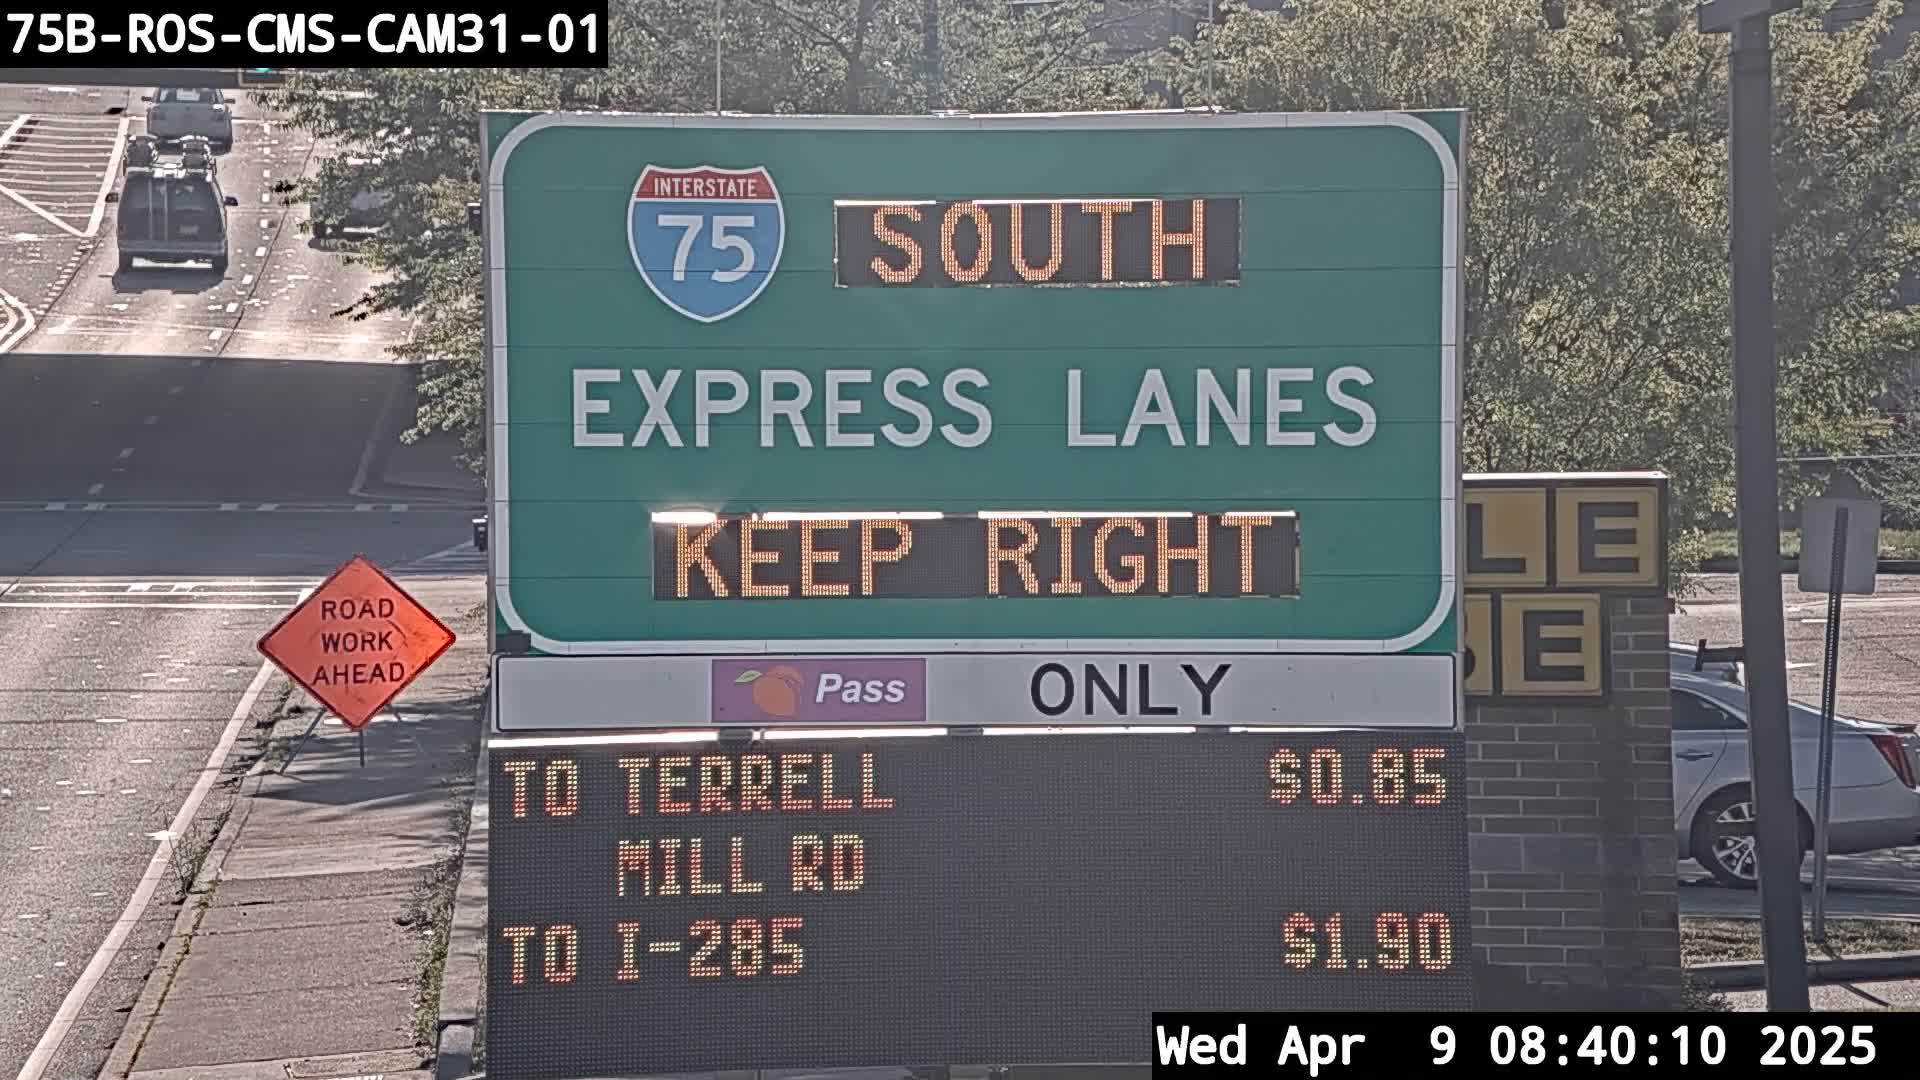 75B-ROS-CMS-CAM31-01
INTERSTATE
75
SOUTH
EXPRESS LANES
KEEP RIGHT
ROAD
WORK
AHEAD
Pass ONLY
TO TERRELL $0.85
MILL RD
TO I-285 $1.90
LE
E
Wed Apr 9 08:40:10 2025